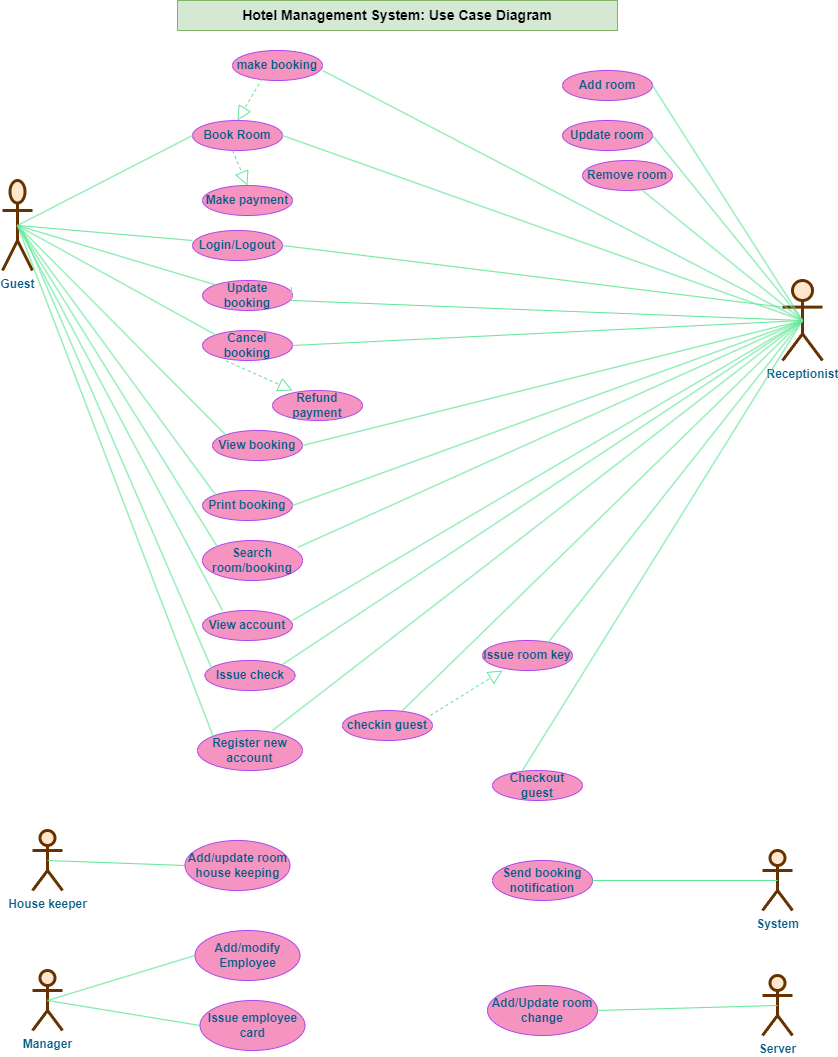 Hotel Management System: Use Case Diagram
make booking
Add room
Book Room
Update room
Remove room
Make payment
Login/Logout
Guest
Update
booking
Cancel
booking
Receptionist
Refund
payment
View booking
Print booking
Search
room/booking
View account
Issue room key
Issue check
checkin guest
Register new
account
Checkout
guest
Add/update room
house keeping
House keeper
Send booking
notification
System
Add/modify
Employee
Issue employee
card
Manager
Add/Update room
change
Server